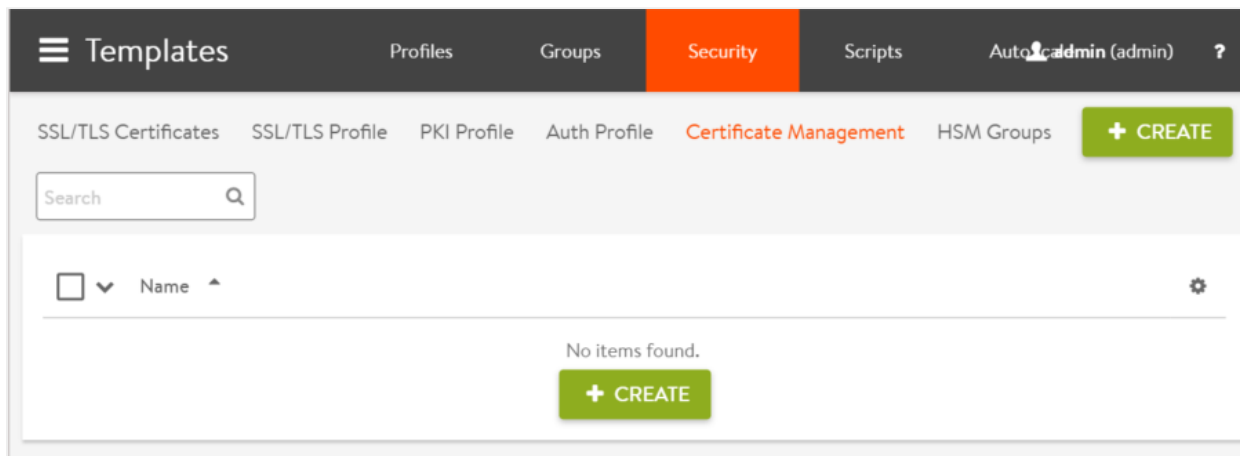 Templates Profiles Groups Security Scripts admin (admin) ?
SSL/TLS Certificates SSL/TLS Profile PKI Profile Auth Profile Certificate Management HSM Groups + CREATE
Search
Name
No items found.
+ CREATE